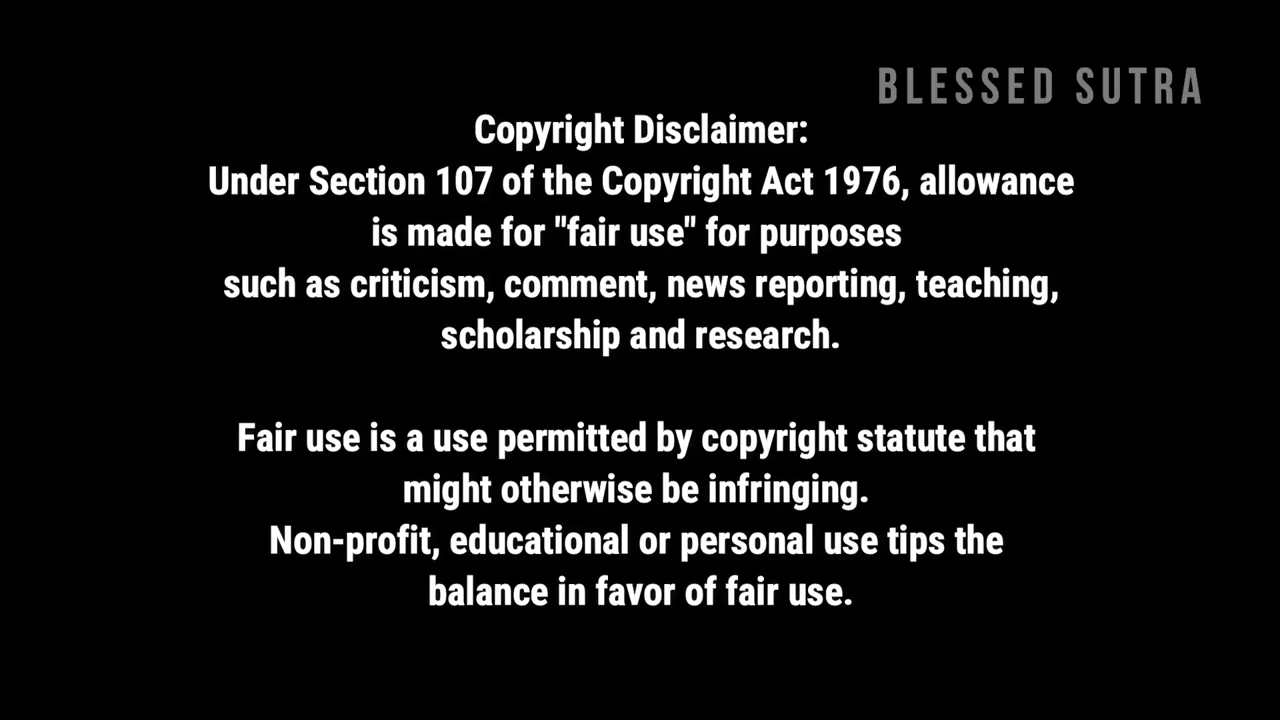 BLESSED SUTRA
Copyright Disclaimer:
Under Section 107 of the Copyright Act 1976, allowance
is made for "fair use" for purposes
such as criticism, comment, news reporting, teaching,
scholarship and research.
Fair use is a use permitted by copyright statute that
might otherwise be infringing.
Non-profit, educational or personal use tips the
balance in favor of fair use.